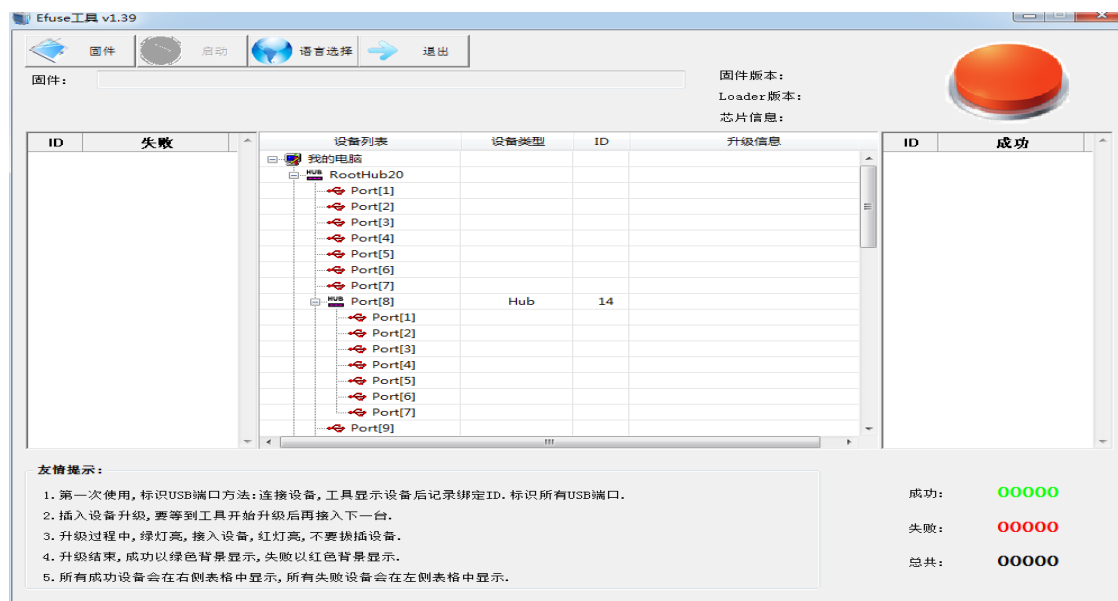 Efuse工具 v1.39
固件 启动 语言选择 退出
固件:
固件版本:
Loader版本:
芯片信息:
ID 失败
设备列表 设备类型 ID 升级信息
ID 成功
我的电脑
HUB RootHub20
Port[1]
Port[2]
Port[3]
Port[4]
Port[5]
Port[6]
Port[7]
HUB Port[8] Hub 14
Port[1]
Port[2]
Port[3]
Port[4]
Port[5]
Port[6]
Port[7]
Port[9]
友情提示:
1.第一次使用,标识USB端口方法:连接设备,工具显示设备后记录绑定ID.标识所有USB端口.
2.插入设备升级,要等到工具开始升级后再接入下一台.
3.升级过程中,绿灯亮,接入设备,红灯亮,不要拔插设备.
4.升级结束,成功以绿色背景显示,失败以红色背景显示.
5.所有成功设备会在右侧表格中显示,所有失败设备会在左侧表格中显示.
成功: 00000
失败: 00000
总共: 00000